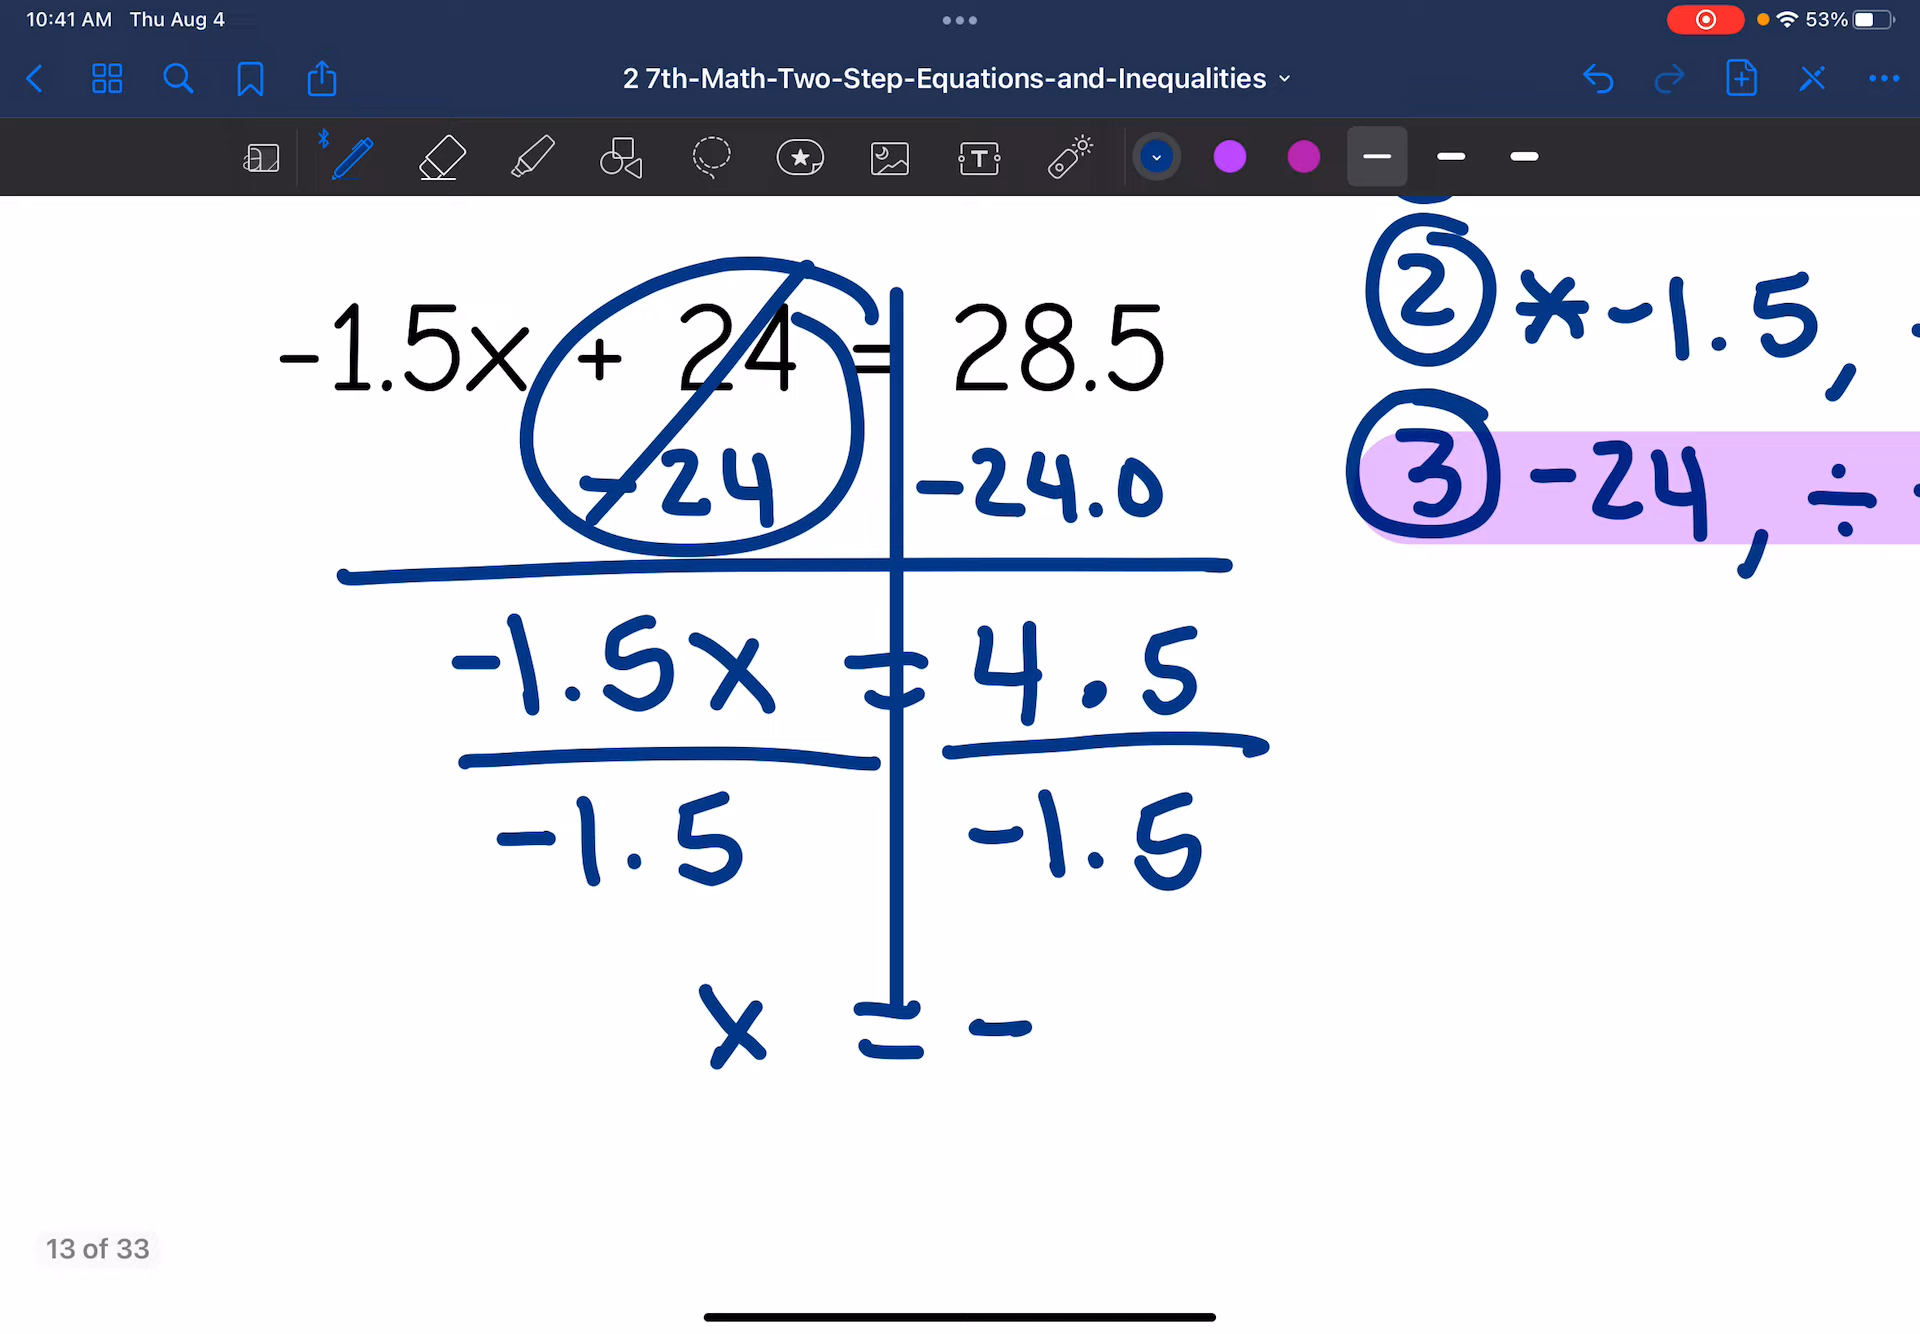 10:41 AM Thu Aug 4
53%
2 7th-Math-Two-Step-Equations-and-Inequalities
-1.5x + 24 = 28.5
-24 -24.0
-1.5x = 4.5
-1.5 -1.5
x = -
2 * -1.5,
3 -24, ÷
13 of 33